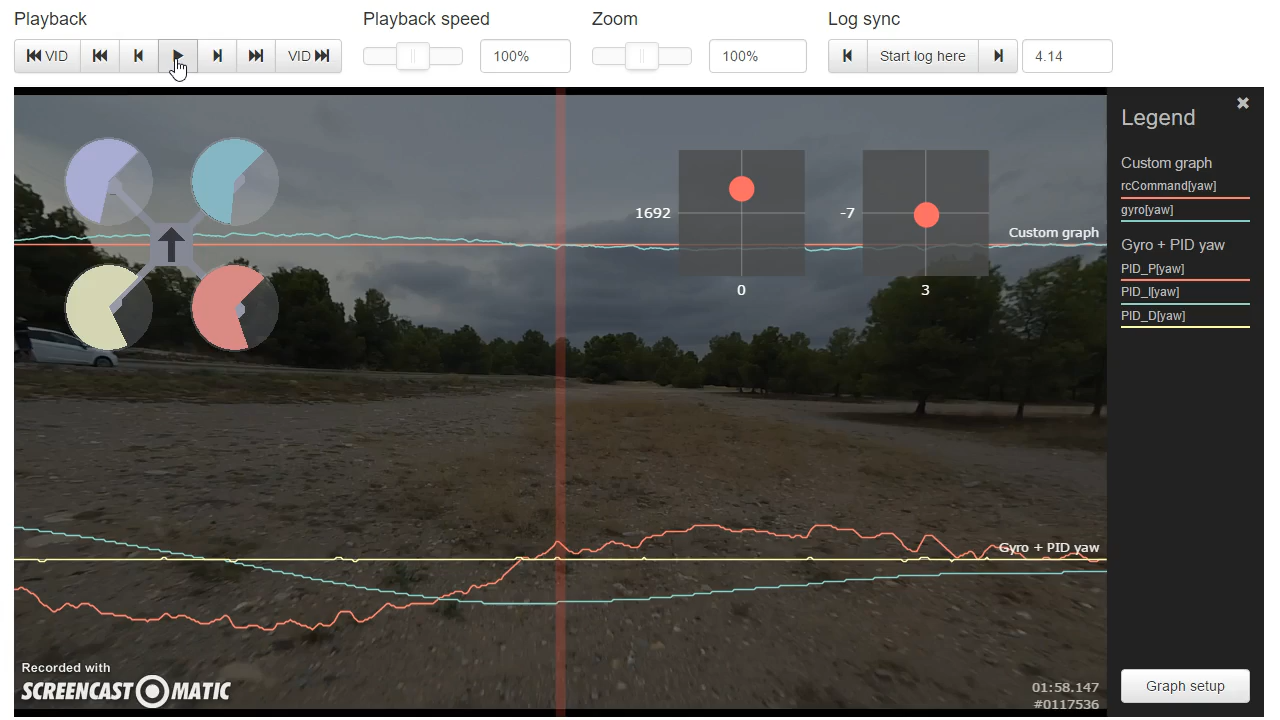 Playback
Playback speed
Zoom
Log sync
VID
VID
100%
100%
Start log here
4.14
Legend
Custom graph
rcCommand[yaw]
gyro[yaw]
Gyro + PID yaw
PID_P[yaw]
PID_I[yaw]
PID_D[yaw]
1692
0
-7
3
Custom graph
Gyro + PID yaw
Recorded with
SCREENCAST O MATIC
01:58.147
#0117536
Graph setup